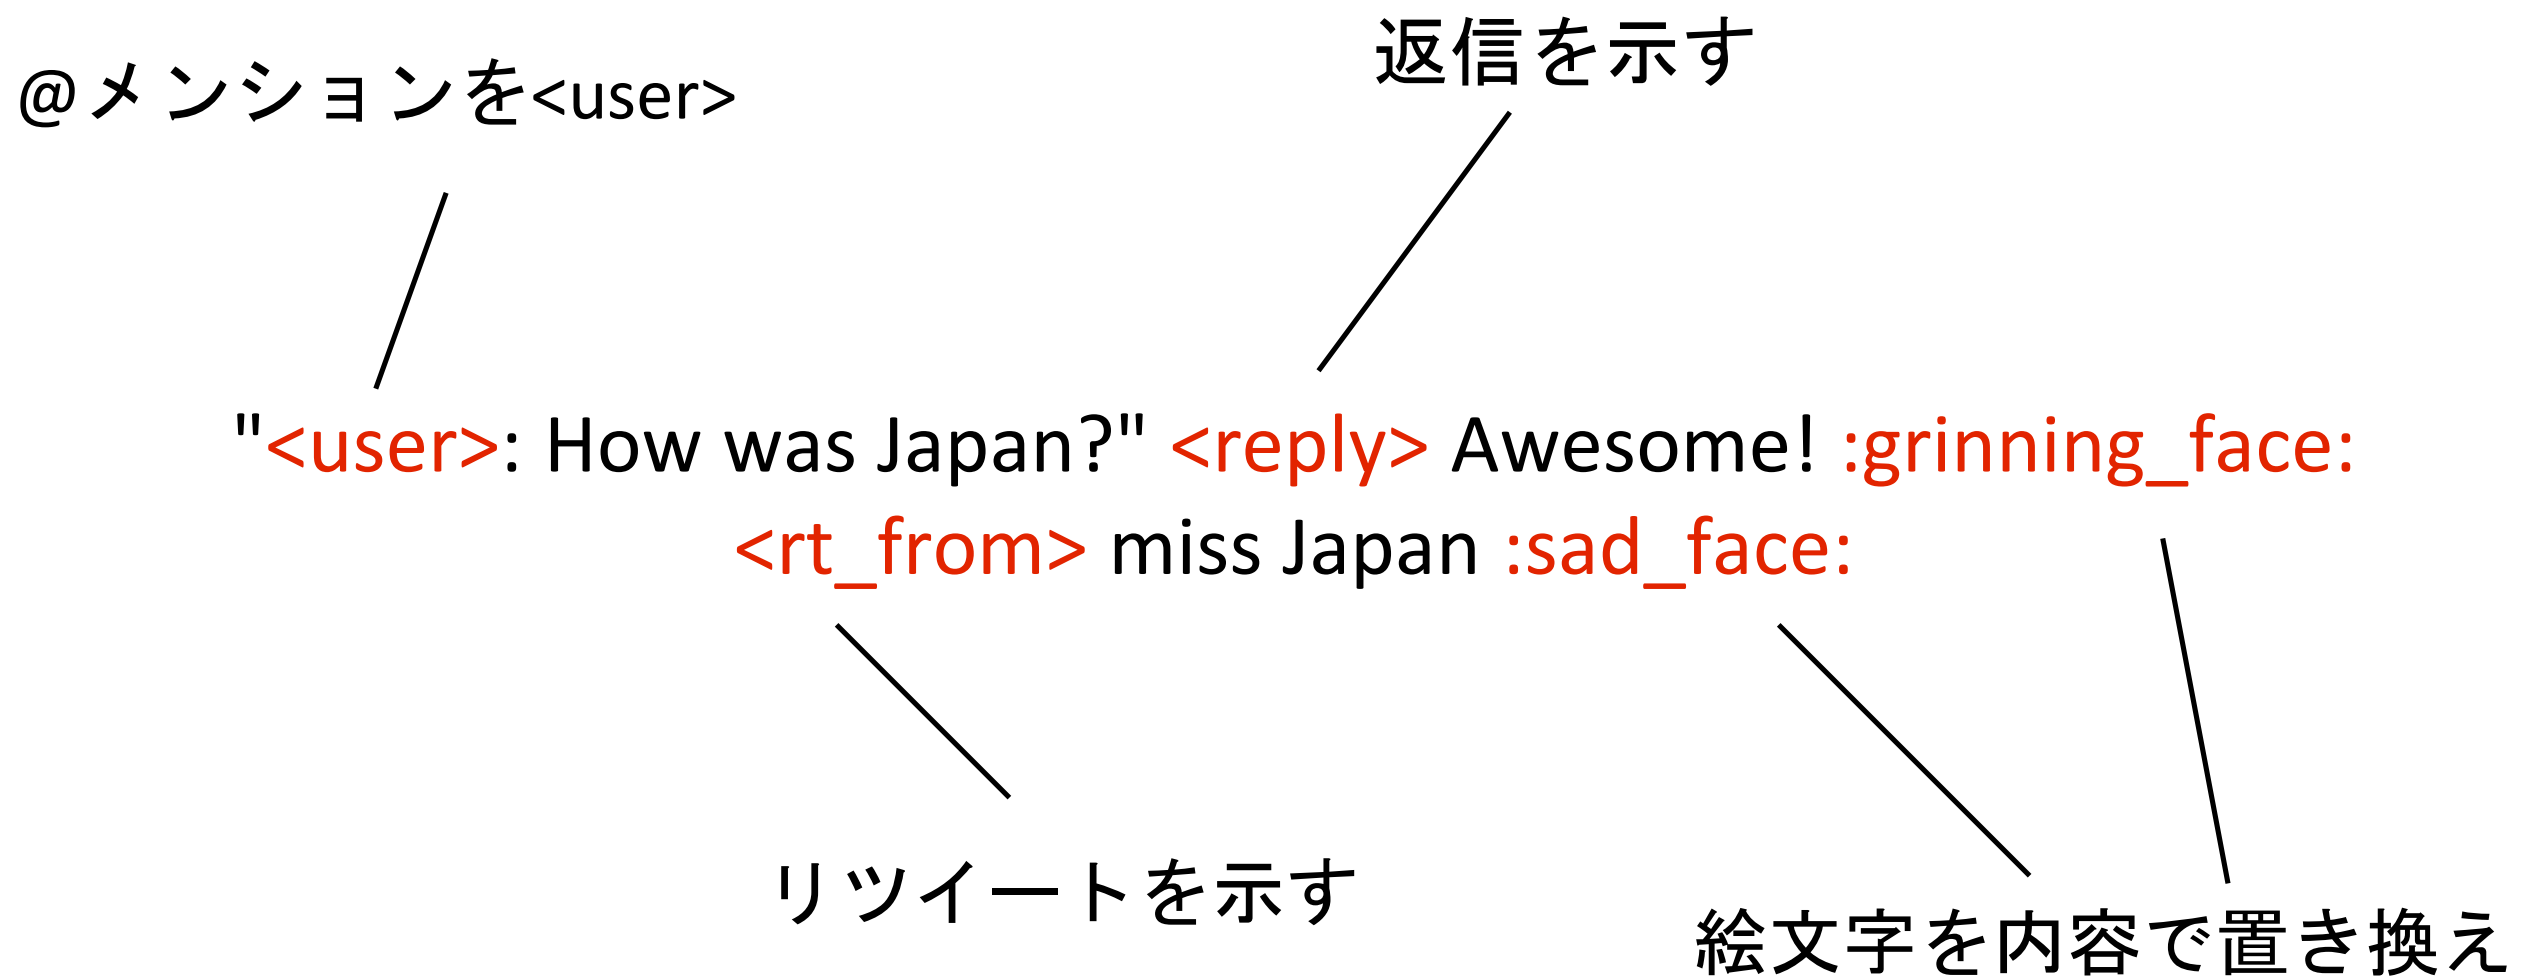 返信を示す
@メンションを<user>
"<user>: How was Japan?" <reply> Awesome! :grinning_face:
<rt_from> miss Japan :sad_face:
リツイートを示す
絵文字を内容で置き換え